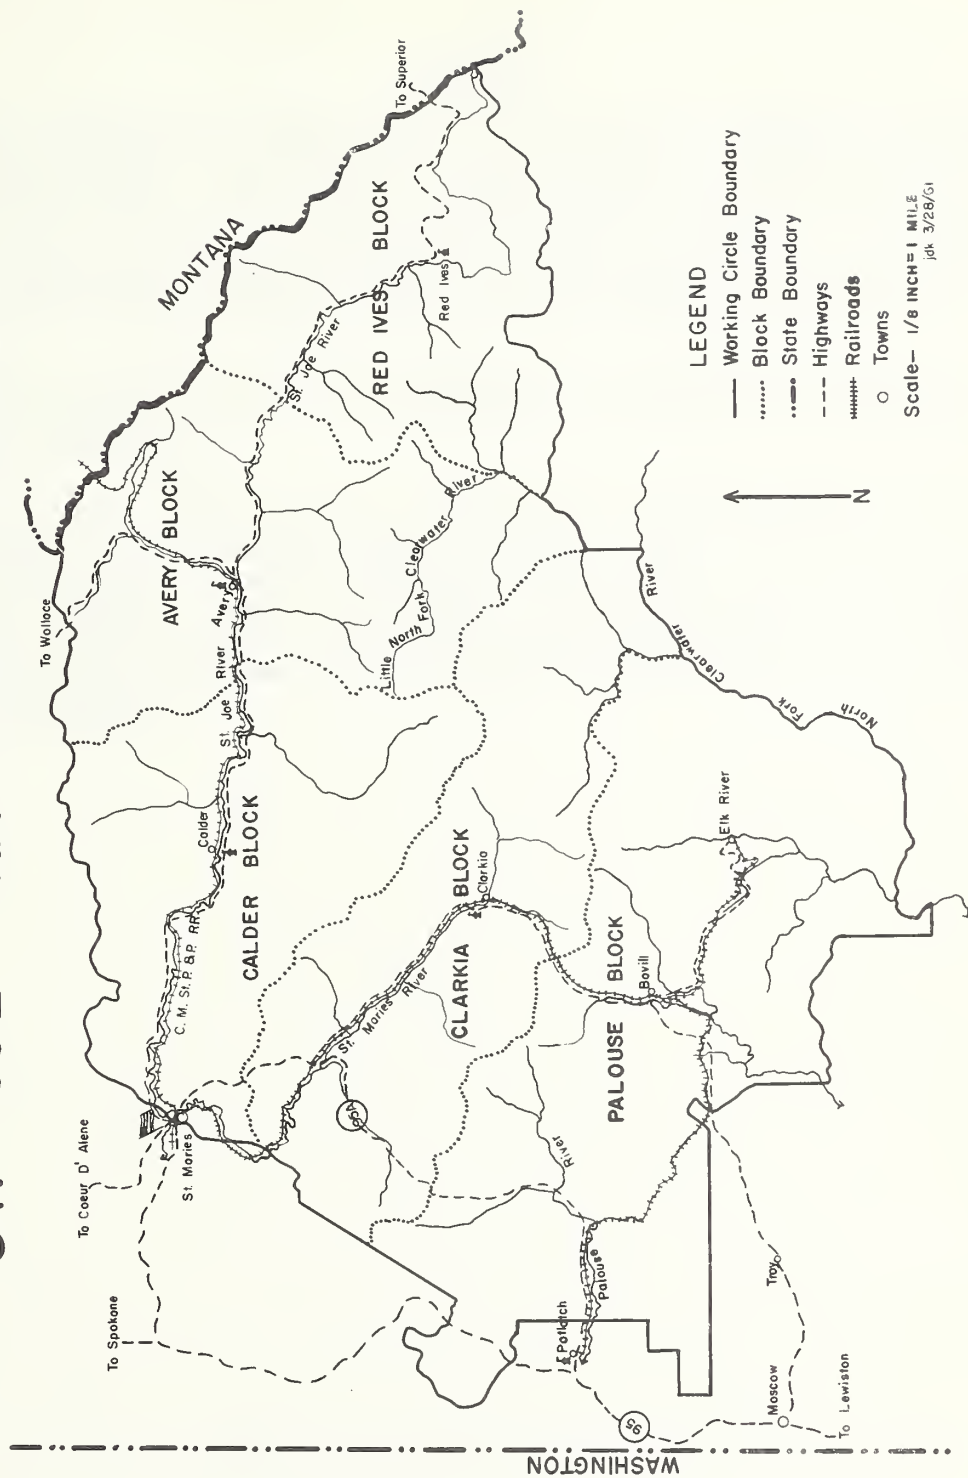 MONTANA
To Superior
To Wallace
To Coeur D' Alene
To Spokane
WASHINGTON
AVERY BLOCK
Avery
RED IVES BLOCK
Red Ives
St. Joe River
St. Joe River
CALDER BLOCK
Calder
C. M. St. P. & P. RR
St. Maries
Little North Fork Clearwater River
CLARKIA BLOCK
Clarkia
St. Maries River
PALOUSE BLOCK
Bovill
Elk River
River
Palouse
Potlatch
95
Moscow
Troy
To Lewiston
North Fork Clearwater River
N
LEGEND
Working Circle Boundary
Block Boundary
State Boundary
Highways
Railroads
Towns
Scale– 1/8 INCH = 1 MILE
jdk 3/28/61